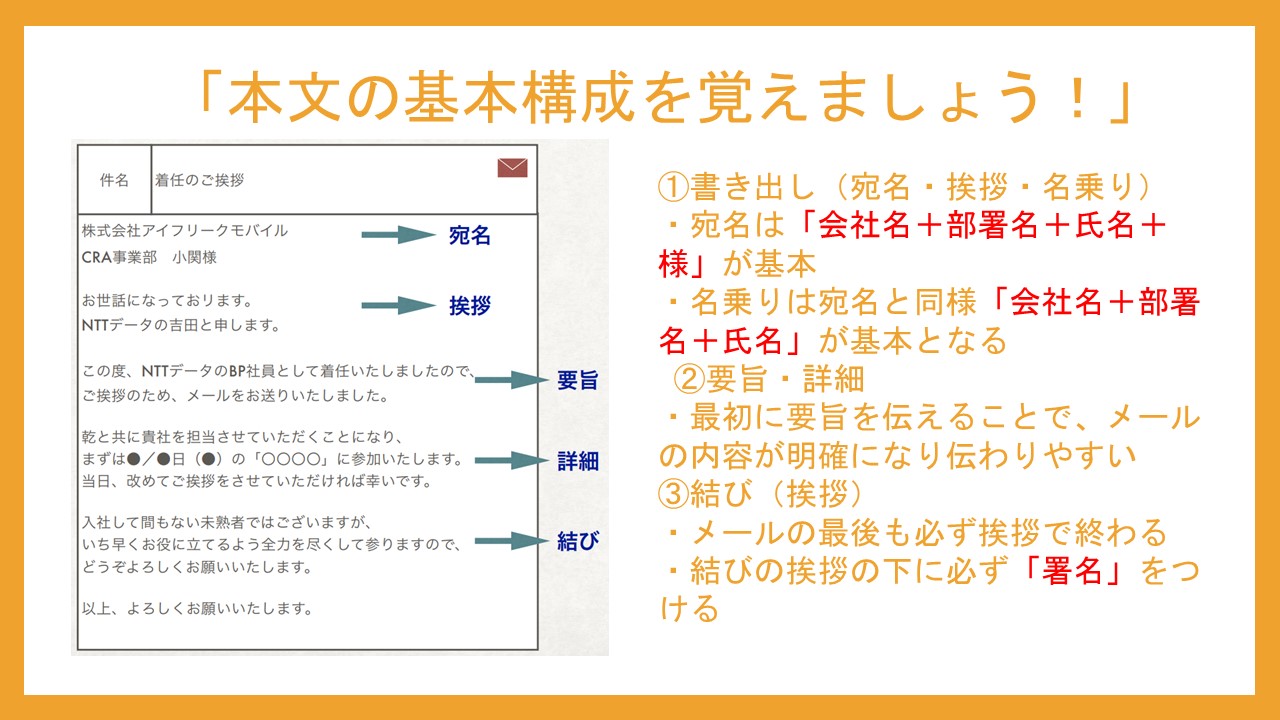 「本文の基本構成を覚えましょう！」
件名
着任のご挨拶
株式会社アイフリークモバイル
CRA事業部　小関様
宛名
お世話になっております。
NTTデータの吉田と申します。
挨拶
この度、NTTデータのBP社員として着任いたしましたので、
ご挨拶のため、メールをお送りいたしました。
要旨
乾と共に貴社を担当させていただくことになり、
まずは●／●日（●）の「〇〇〇〇」に参加いたします。
当日、改めてご挨拶をさせていただければ幸いです。
詳細
入社して間もない未熟者ではございますが、
いち早くお役に立てるよう全力を尽くして参りますので、
どうぞよろしくお願いいたします。
結び
以上、よろしくお願いいたします。
①書き出し（宛名・挨拶・名乗り）
・宛名は「会社名＋部署名＋氏名＋
様」が基本
・名乗りは宛名と同様「会社名＋部署
名＋氏名」が基本となる
②要旨・詳細
・最初に要旨を伝えることで、メール
の内容が明確になり伝わりやすい
③結び（挨拶）
・メールの最後も必ず挨拶で終わる
・結びの挨拶の下に必ず「署名」をつ
ける